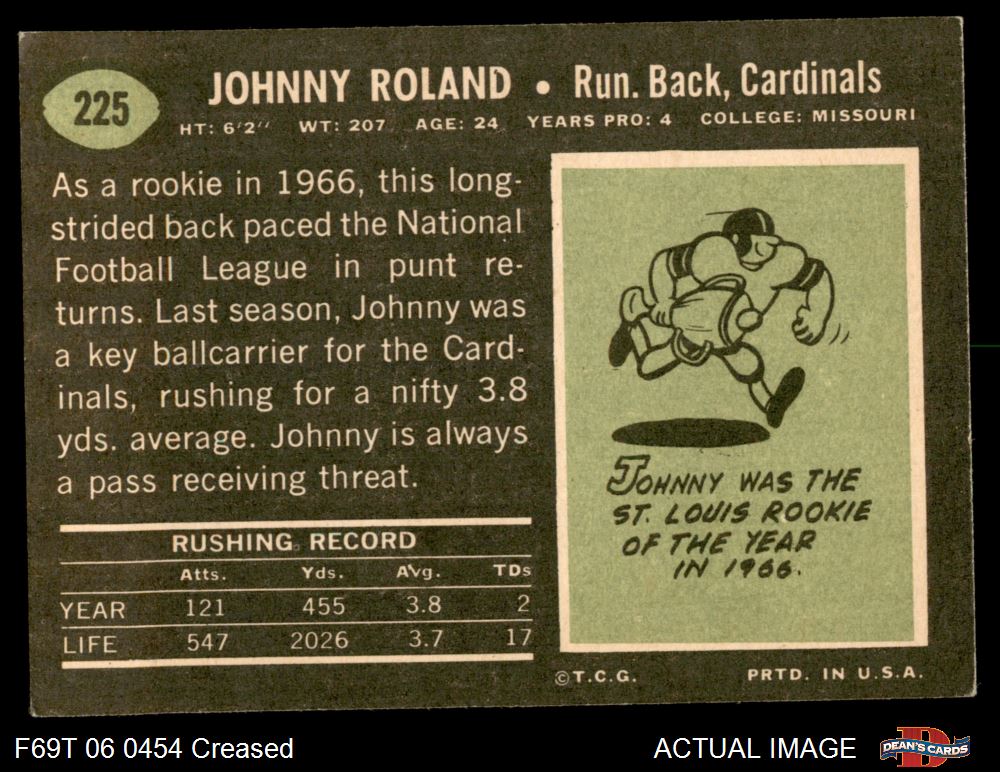 225
JOHNNY ROLAND • Run. Back, Cardinals
HT: 6'2'' WT: 207 AGE: 24 YEARS PRO: 4 COLLEGE: MISSOURI
As a rookie in 1966, this long-
strided back paced the National
Football League in punt re-
turns. Last season, Johnny was
a key ballcarrier for the Card-
inals, rushing for a nifty 3.8
yds. average. Johnny is always
a pass receiving threat.
RUSHING RECORD
Atts. Yds. Avg. TDs
YEAR 121 455 3.8 2
LIFE 547 2026 3.7 17
JOHNNY WAS THE
ST. LOUIS ROOKIE
OF THE YEAR
IN 1966.
©T.C.G. PRTD. IN U.S.A.
F69T 06 0454 Creased
ACTUAL IMAGE
DEAN'S CARDS